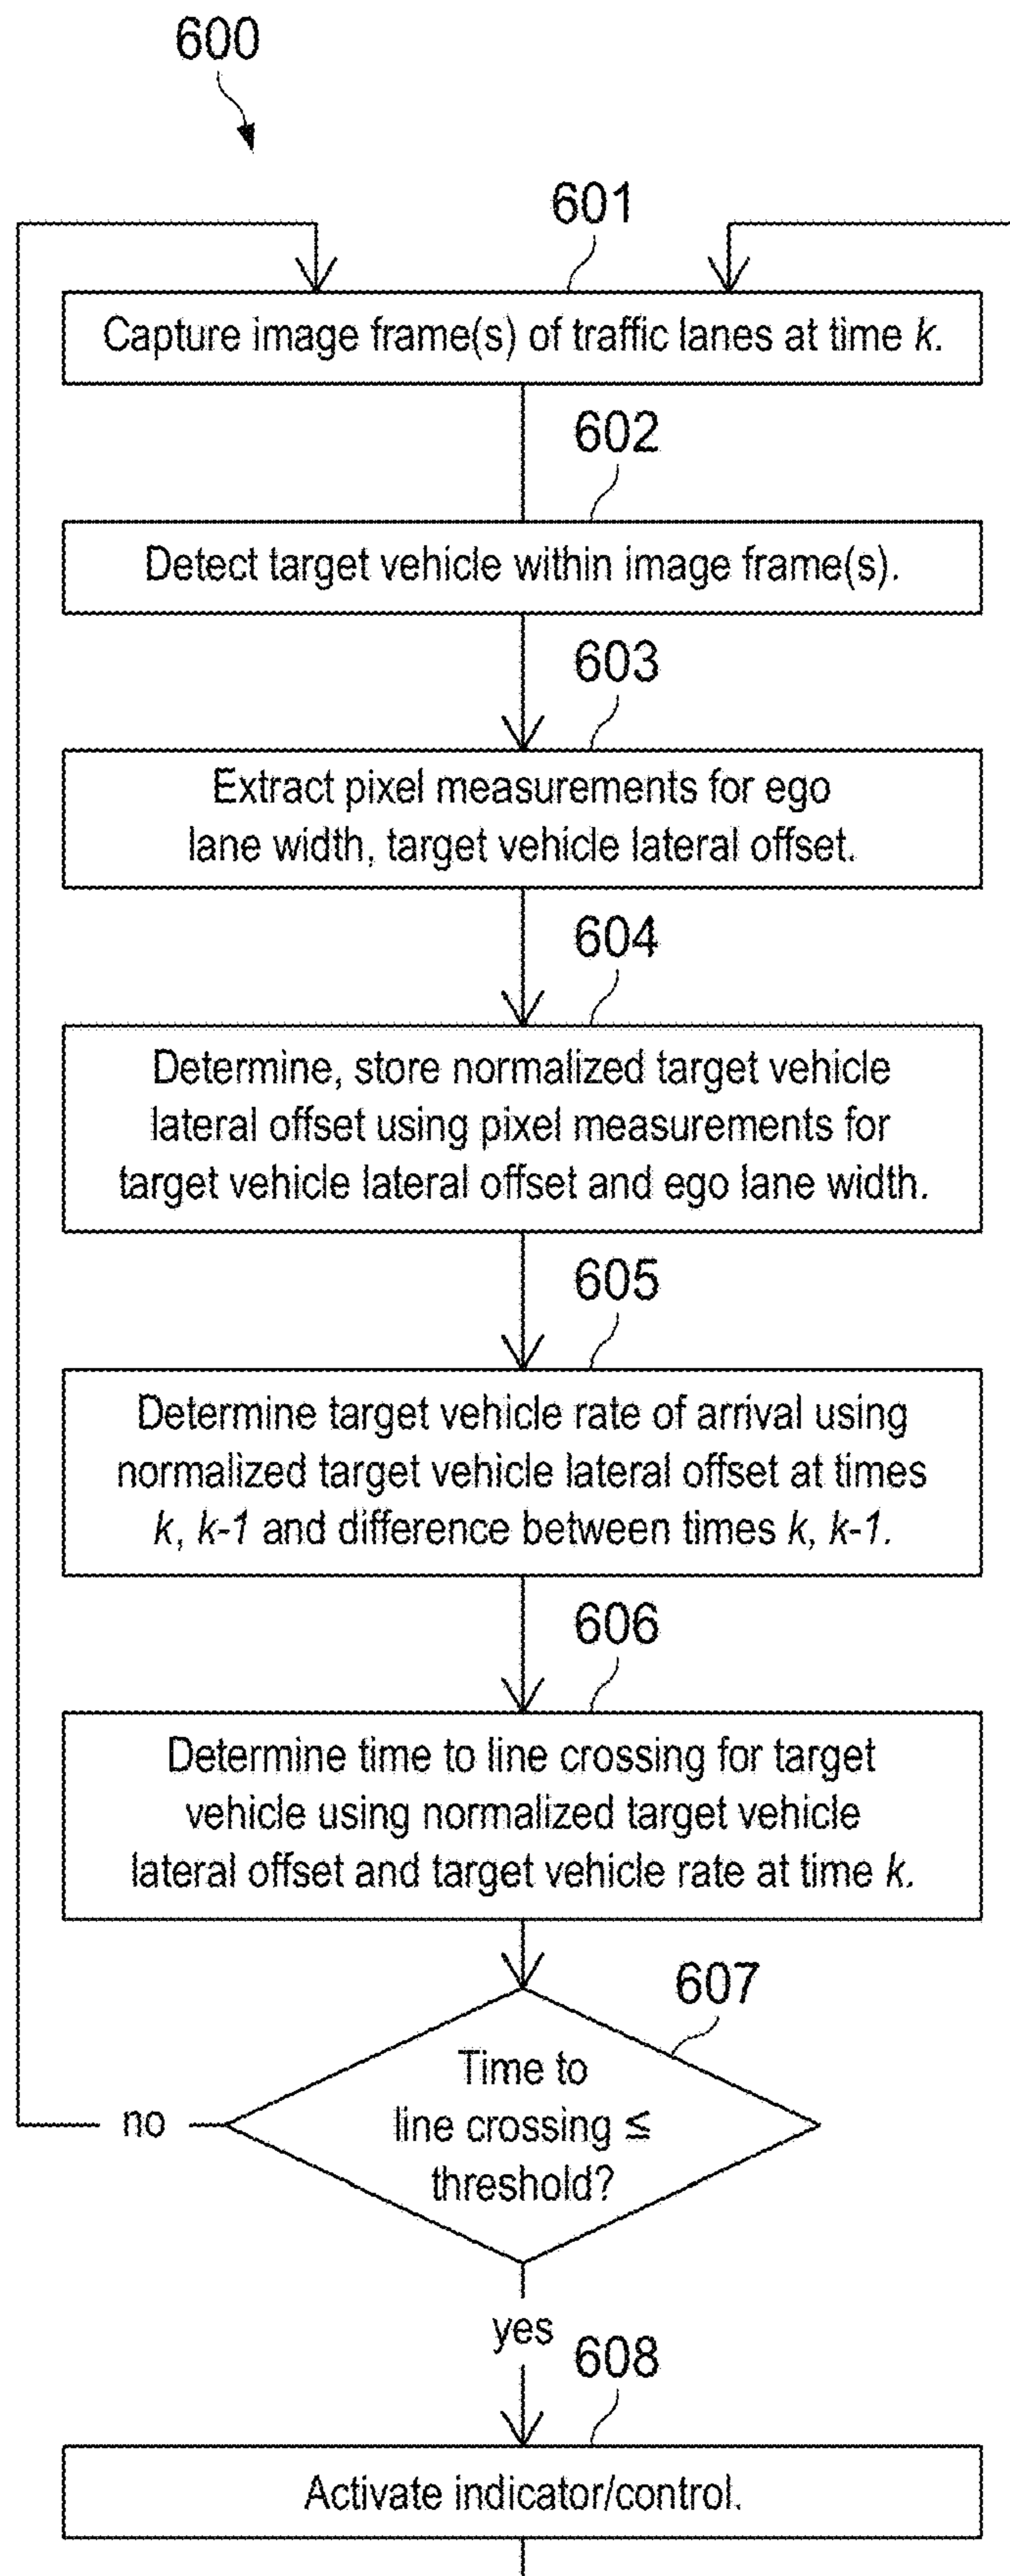 600
601
Capture image frame(s) of traffic lanes at time k.
602
Detect target vehicle within image frame(s).
603
Extract pixel measurements for ego
lane width, target vehicle lateral offset.
604
Determine, store normalized target vehicle
lateral offset using pixel measurements for
target vehicle lateral offset and ego lane width.
605
Determine target vehicle rate of arrival using
normalized target vehicle lateral offset at times
k, k-1 and difference between times k, k-1.
606
Determine time to line crossing for target
vehicle using normalized target vehicle
lateral offset and target vehicle rate at time k.
607
Time to
line crossing ≤
threshold?
no
yes
608
Activate indicator/control.